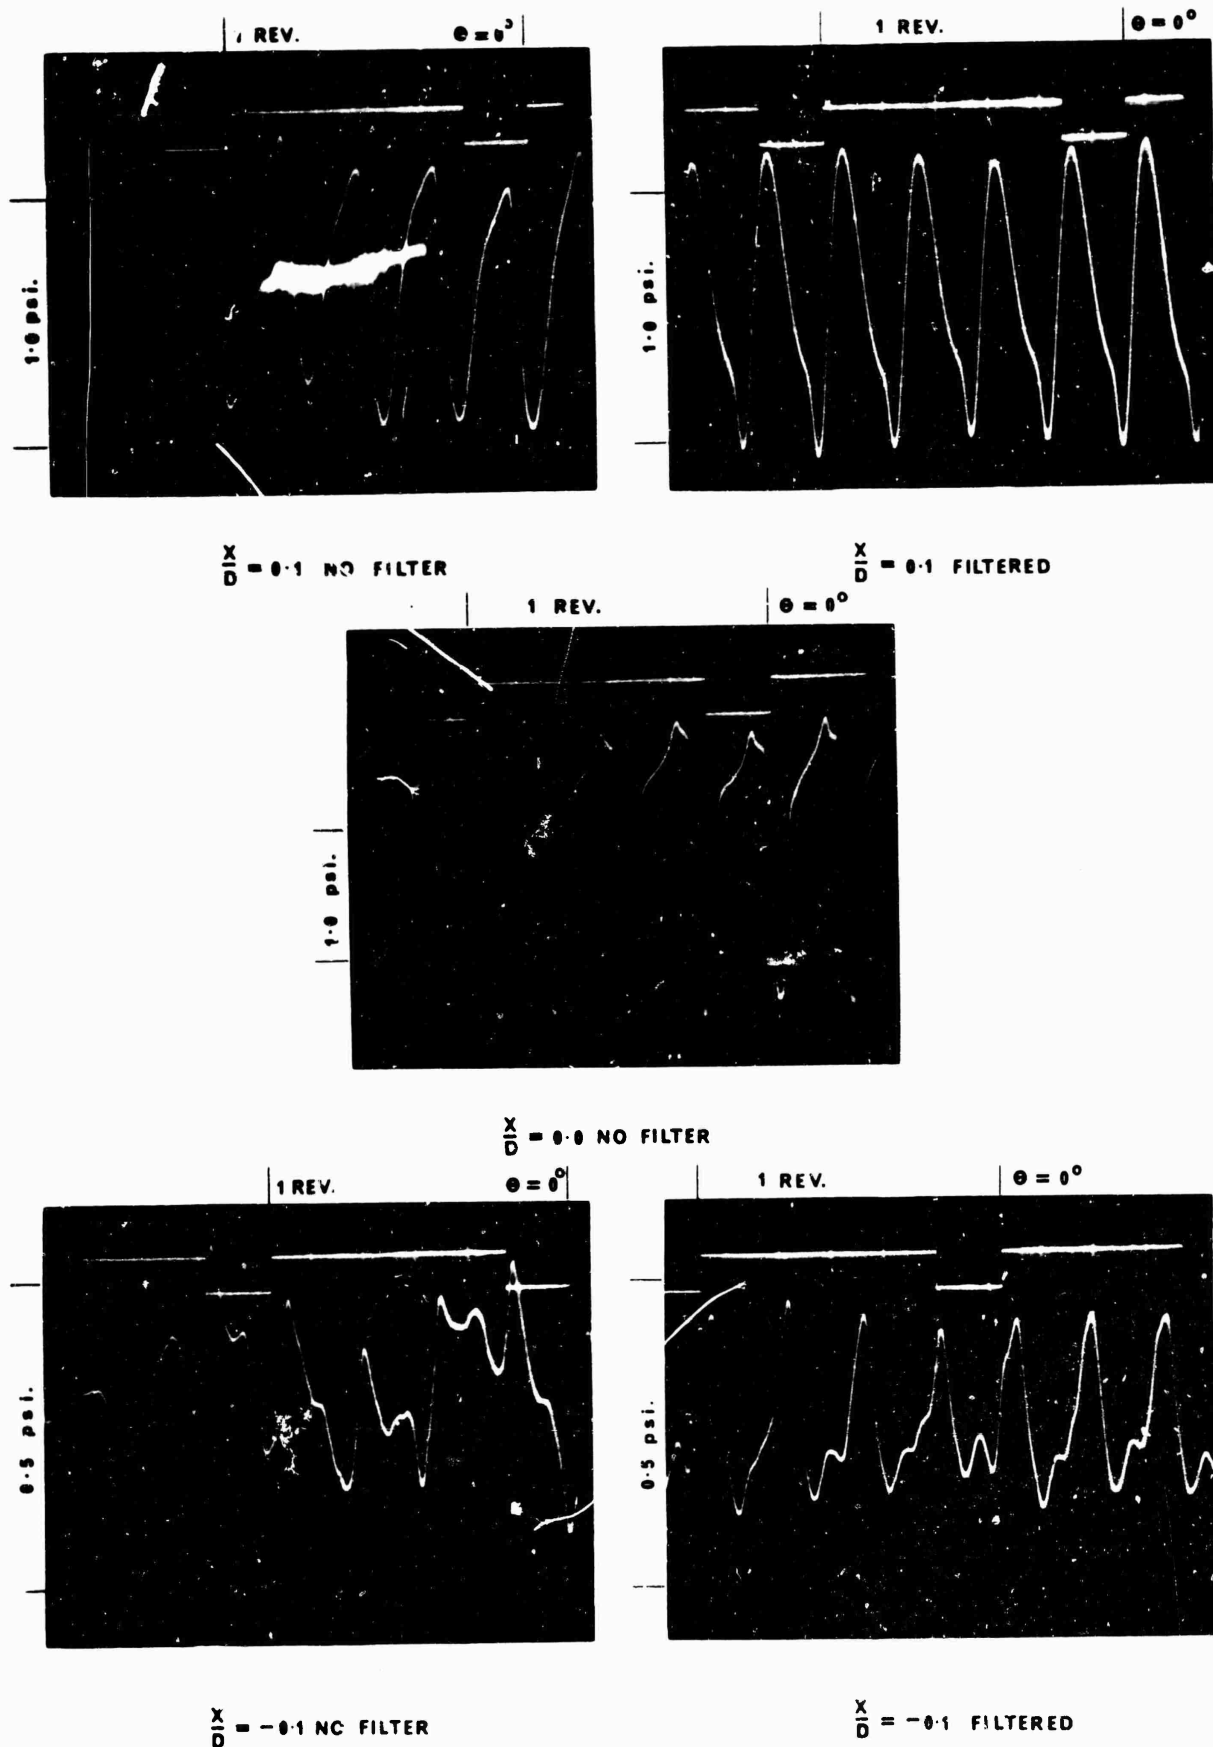 1 REV. Θ = 0°
1 REV. Θ = 0°
1·0 psi.
1·0 psi.
X/D = 0·1 NO FILTER
X/D = 0·1 FILTERED
1 REV. Θ = 0°
1·0 psi.
X/D = 0·0 NO FILTER
1 REV. Θ = 0°
1 REV. Θ = 0°
0·5 psi.
0·5 psi.
X/D = -0·1 NO FILTER
X/D = -0·1 FILTERED